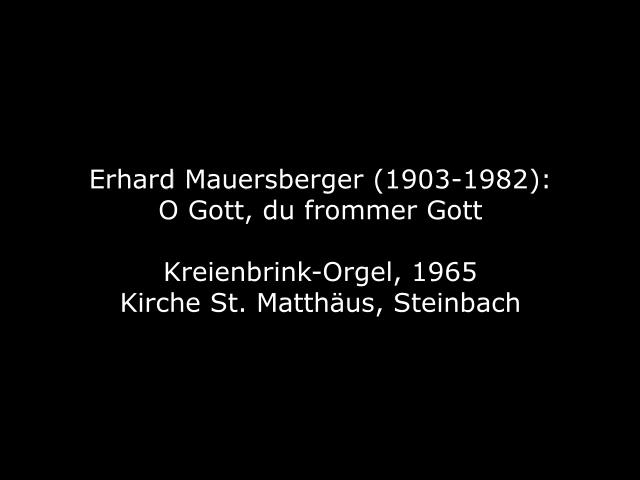 Erhard Mauersberger (1903-1982):
O Gott, du frommer Gott
Kreienbrink-Orgel, 1965
Kirche St. Matthäus, Steinbach